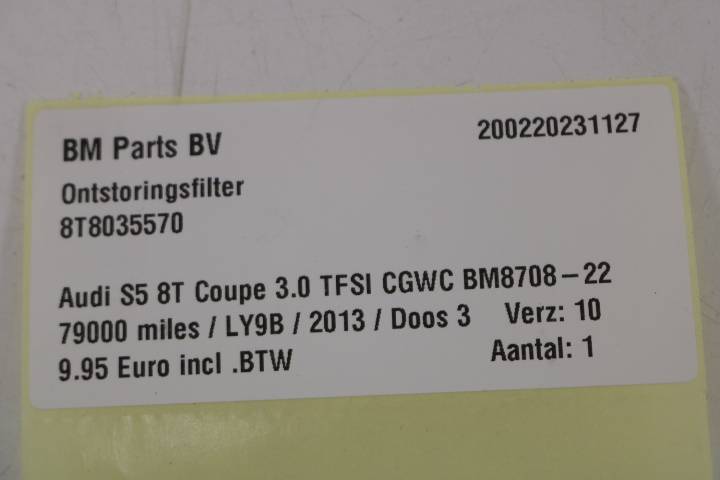 BM Parts BV 200220231127
Ontstoringsfilter
8T8035570
Audi S5 8T Coupe 3.0 TFSI CGWC BM8708-22
79000 miles / LY9B / 2013 / Doos 3 Verz: 10
9.95 Euro incl .BTW Aantal: 1